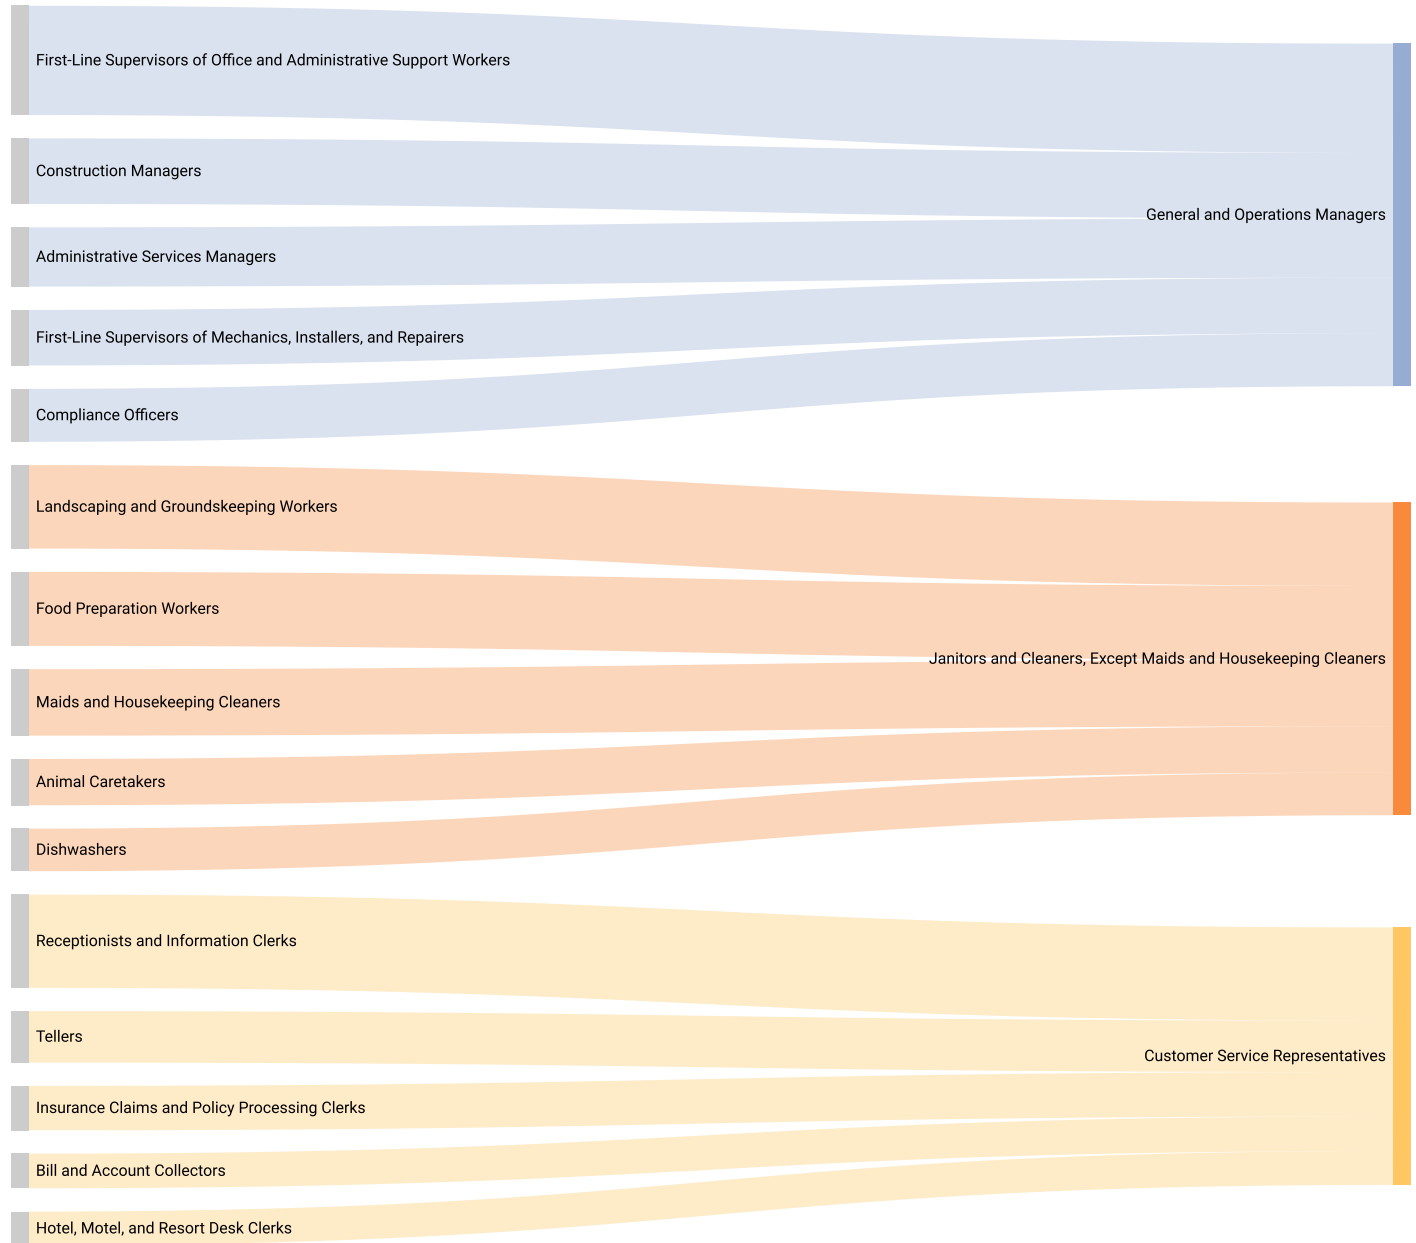 First-Line Supervisors of Office and Administrative Support Workers
Construction Managers
General and Operations Managers
Administrative Services Managers
First-Line Supervisors of Mechanics, Installers, and Repairers
Compliance Officers
Landscaping and Groundskeeping Workers
Food Preparation Workers
Janitors and Cleaners, Except Maids and Housekeeping Cleaners
Maids and Housekeeping Cleaners
Animal Caretakers
Dishwashers
Receptionists and Information Clerks
Tellers
Customer Service Representatives
Insurance Claims and Policy Processing Clerks
Bill and Account Collectors
Hotel, Motel, and Resort Desk Clerks